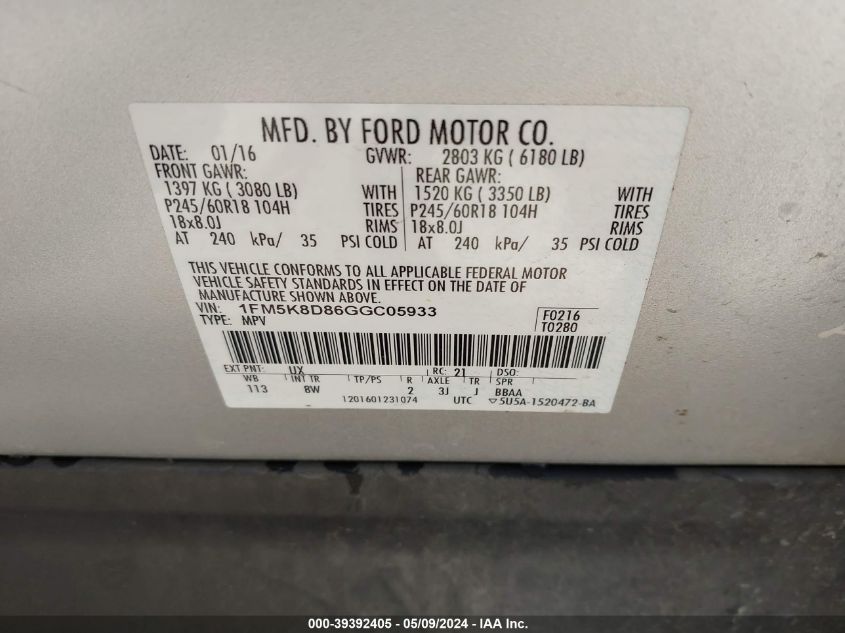 MFD. BY FORD MOTOR CO.
DATE: 01/16 GVWR: 2803 KG ( 6180 LB)
FRONT GAWR: REAR GAWR:
1397 KG ( 3080 LB) WITH 1520 KG ( 3350 LB) WITH
P245/60R18 104H TIRES P245/60R18 104H TIRES
18x8.0J RIMS 18x8.0J RIMS
AT 240 kPa/ 35 PSI COLD AT 240 kPa/ 35 PSI COLD
THIS VEHICLE CONFORMS TO ALL APPLICABLE FEDERAL MOTOR
VEHICLE SAFETY STANDARDS IN EFFECT ON THE DATE OF
MANUFACTURE SHOWN ABOVE.
VIN: 1FM5K8D86GGC05933 F0216
TYPE: MPV T0280
EXT PNT: UX RC: 21 DSO:
WB INT TR TP/PS R AXLE TR SPR
113 8W 2 3J J BBAA
1201601231074 UTC ▽5U5A-1520472-BA
000-39392405 - 05/09/2024 - IAA Inc.